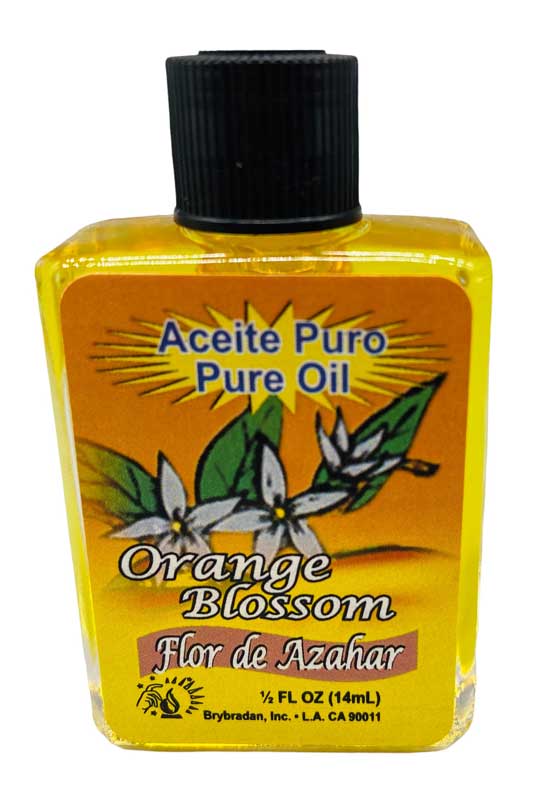 Aceite Puro
Pure Oil
Orange
Blossom
Flor de Azahar
½ FL OZ (14mL)
Brybradan, Inc. • L.A. CA 90011